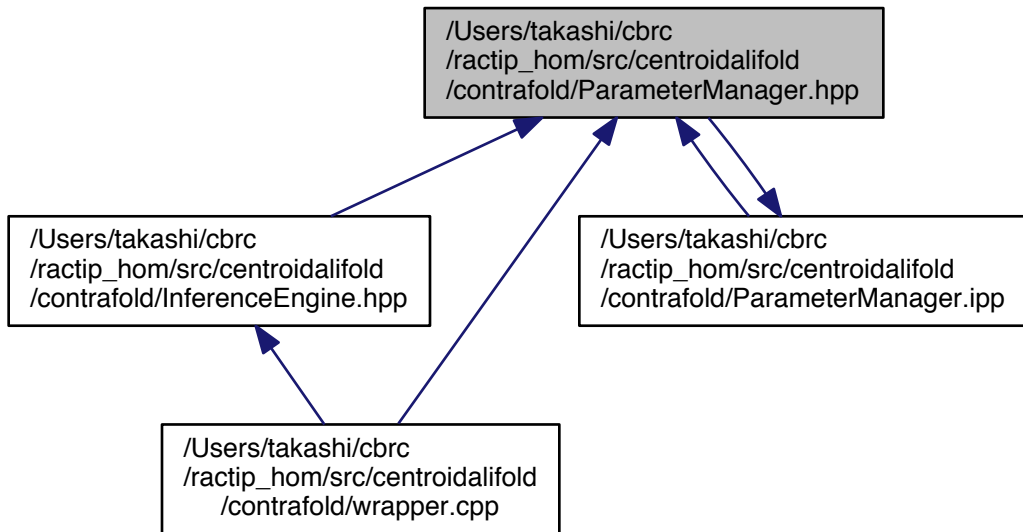 /Users/takashi/cbrc
/ractip_hom/src/centroidalifold
/contrafold/ParameterManager.hpp
/Users/takashi/cbrc
/ractip_hom/src/centroidalifold
/contrafold/InferenceEngine.hpp
/Users/takashi/cbrc
/ractip_hom/src/centroidalifold
/contrafold/ParameterManager.ipp
/Users/takashi/cbrc
/ractip_hom/src/centroidalifold
/contrafold/wrapper.cpp